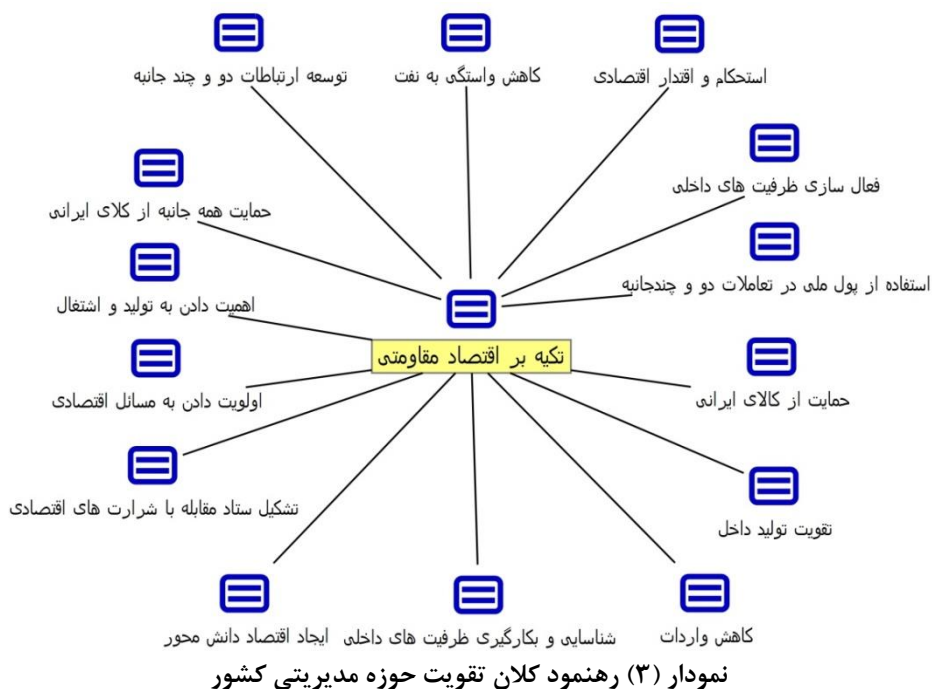 استحکام و اقتدار اقتصادی
کاهش واستگی به نفت
توسعه ارتباطات دو و چند جانبه
فعال سازی ظرفیت های داخلی
حمایت همه جانبه از کلای ایرانی
استفاده از پول ملی در تعاملات دو و چندجانبه
اهمیت دادن به تولید و اشتغال
تکیه بر اقتصاد مقاومتی
حمایت از کالای ایرانی
اولویت دادن به مسائل اقتصادی
تشکیل ستاد مقابله با شرارت های اقتصادی
تقویت تولید داخل
کاهش واردات
شناسایی و بکارگیری ظرفیت های داخلی
ایجاد اقتصاد دانش محور
نمودار (۳) رهنمود کلان تقویت حوزه مدیریتی کشور